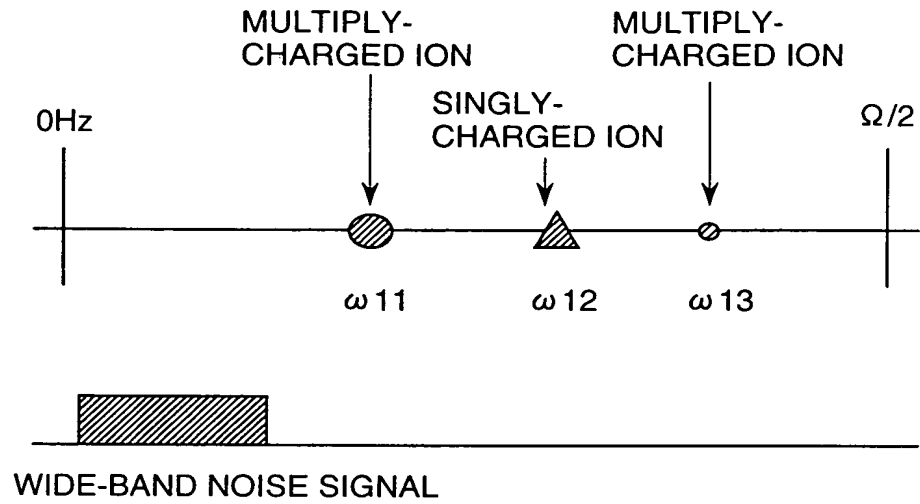 MULTIPLY-
CHARGED ION
MULTIPLY-
CHARGED ION
SINGLY-
CHARGED ION
0Hz
Ω/2
ω11
ω12
ω13
WIDE-BAND NOISE SIGNAL